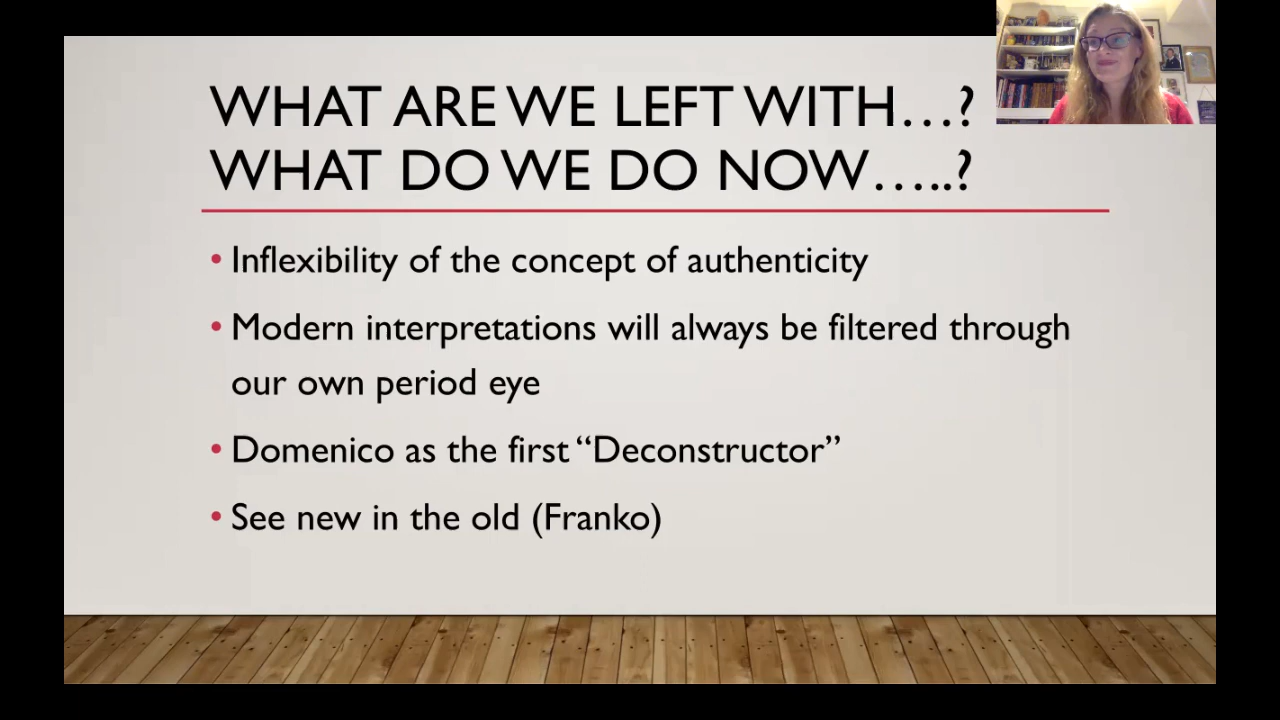 WHAT ARE WE LEFT WITH…?
WHAT DO WE DO NOW…..?
• Inflexibility of the concept of authenticity
• Modern interpretations will always be filtered through
our own period eye
• Domenico as the first “Deconstructor”
• See new in the old (Franko)